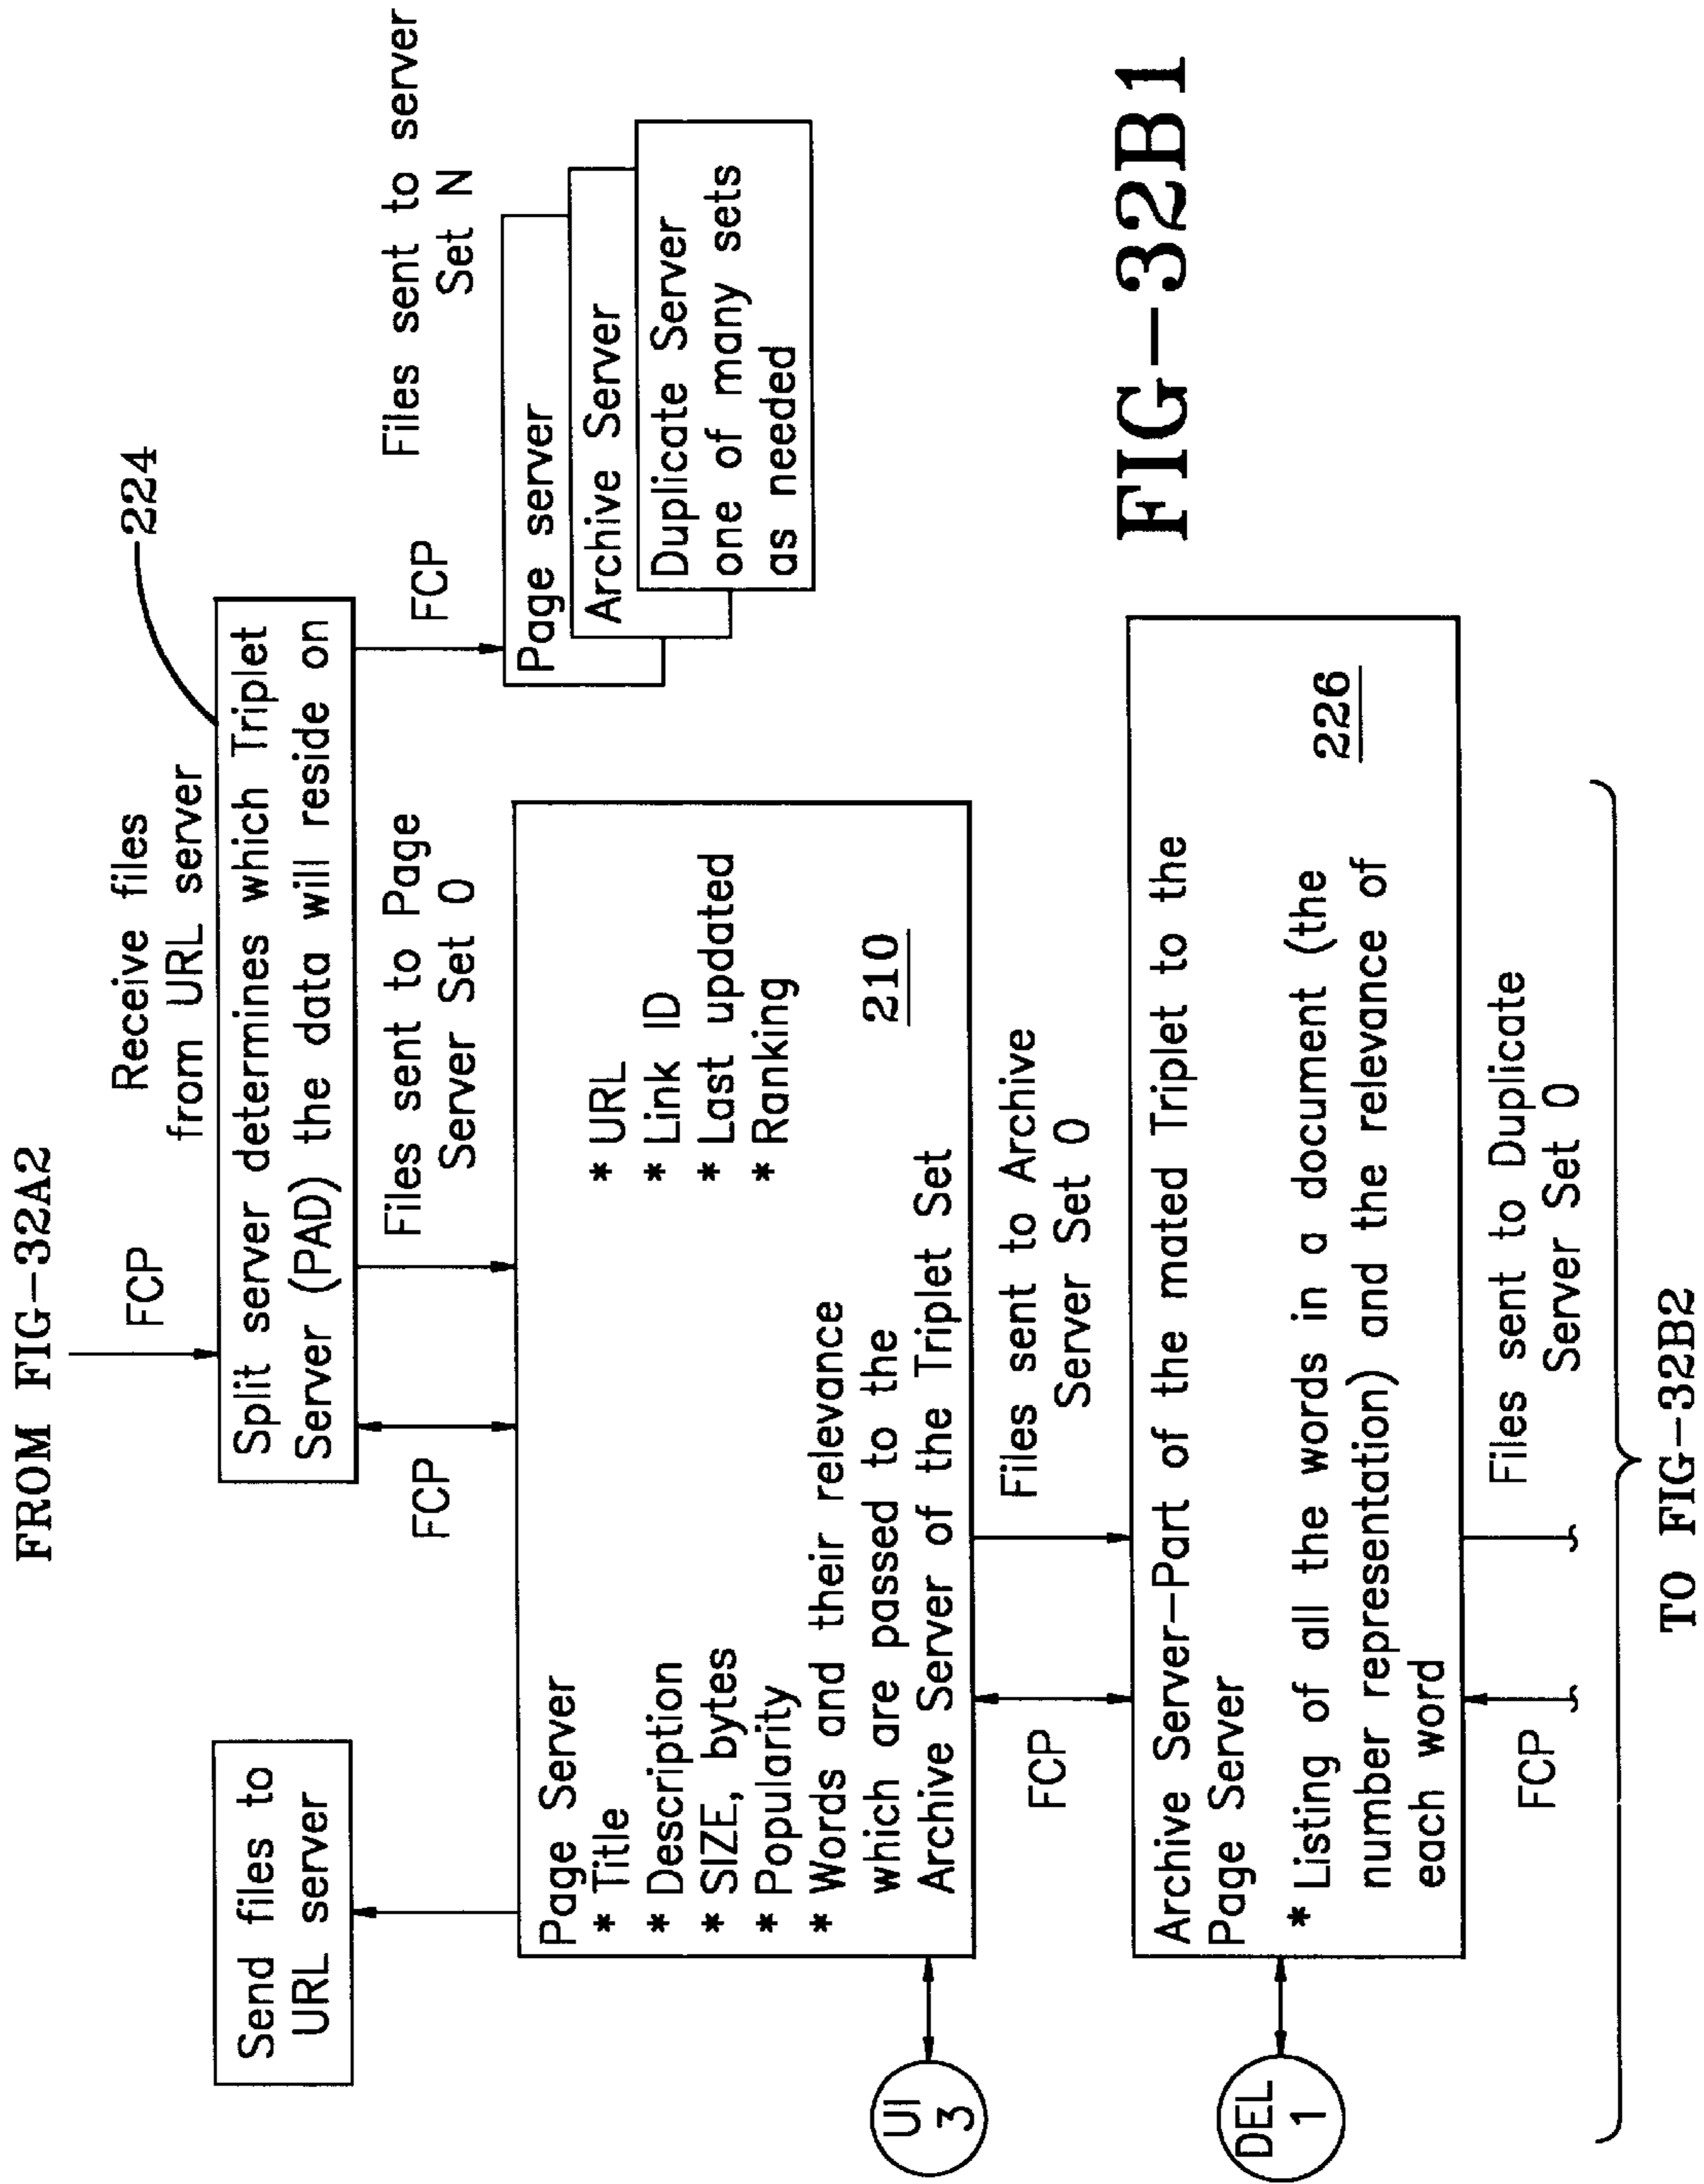 FROM FIG-32A2
FCP
Receive files
from URL server
224
Split server determines which Triplet
Server (PAD) the data will reside on
Send files to
URL server
FCP
Files sent to Page
Server Set 0
FCP
Files sent to server
Set N
Page server
Archive Server
Duplicate Server
one of many sets
as needed
Page Server
* Title
* Description
* SIZE, bytes
* Popularity
* Words and their relevance
which are passed to the
Archive Server of the Triplet Set
* URL
* Link ID
* Last updated
* Ranking
210
UI
3
FCP
Files sent to Archive
Server Set 0
Archive Server-Part of the mated Triplet to the
Page Server
* Listing of all the words in a document (the
number representation) and the relevance of
each word
226
DEL
1
FCP
Files sent to Duplicate
Server Set 0
TO FIG-32B2
FIG-32B1